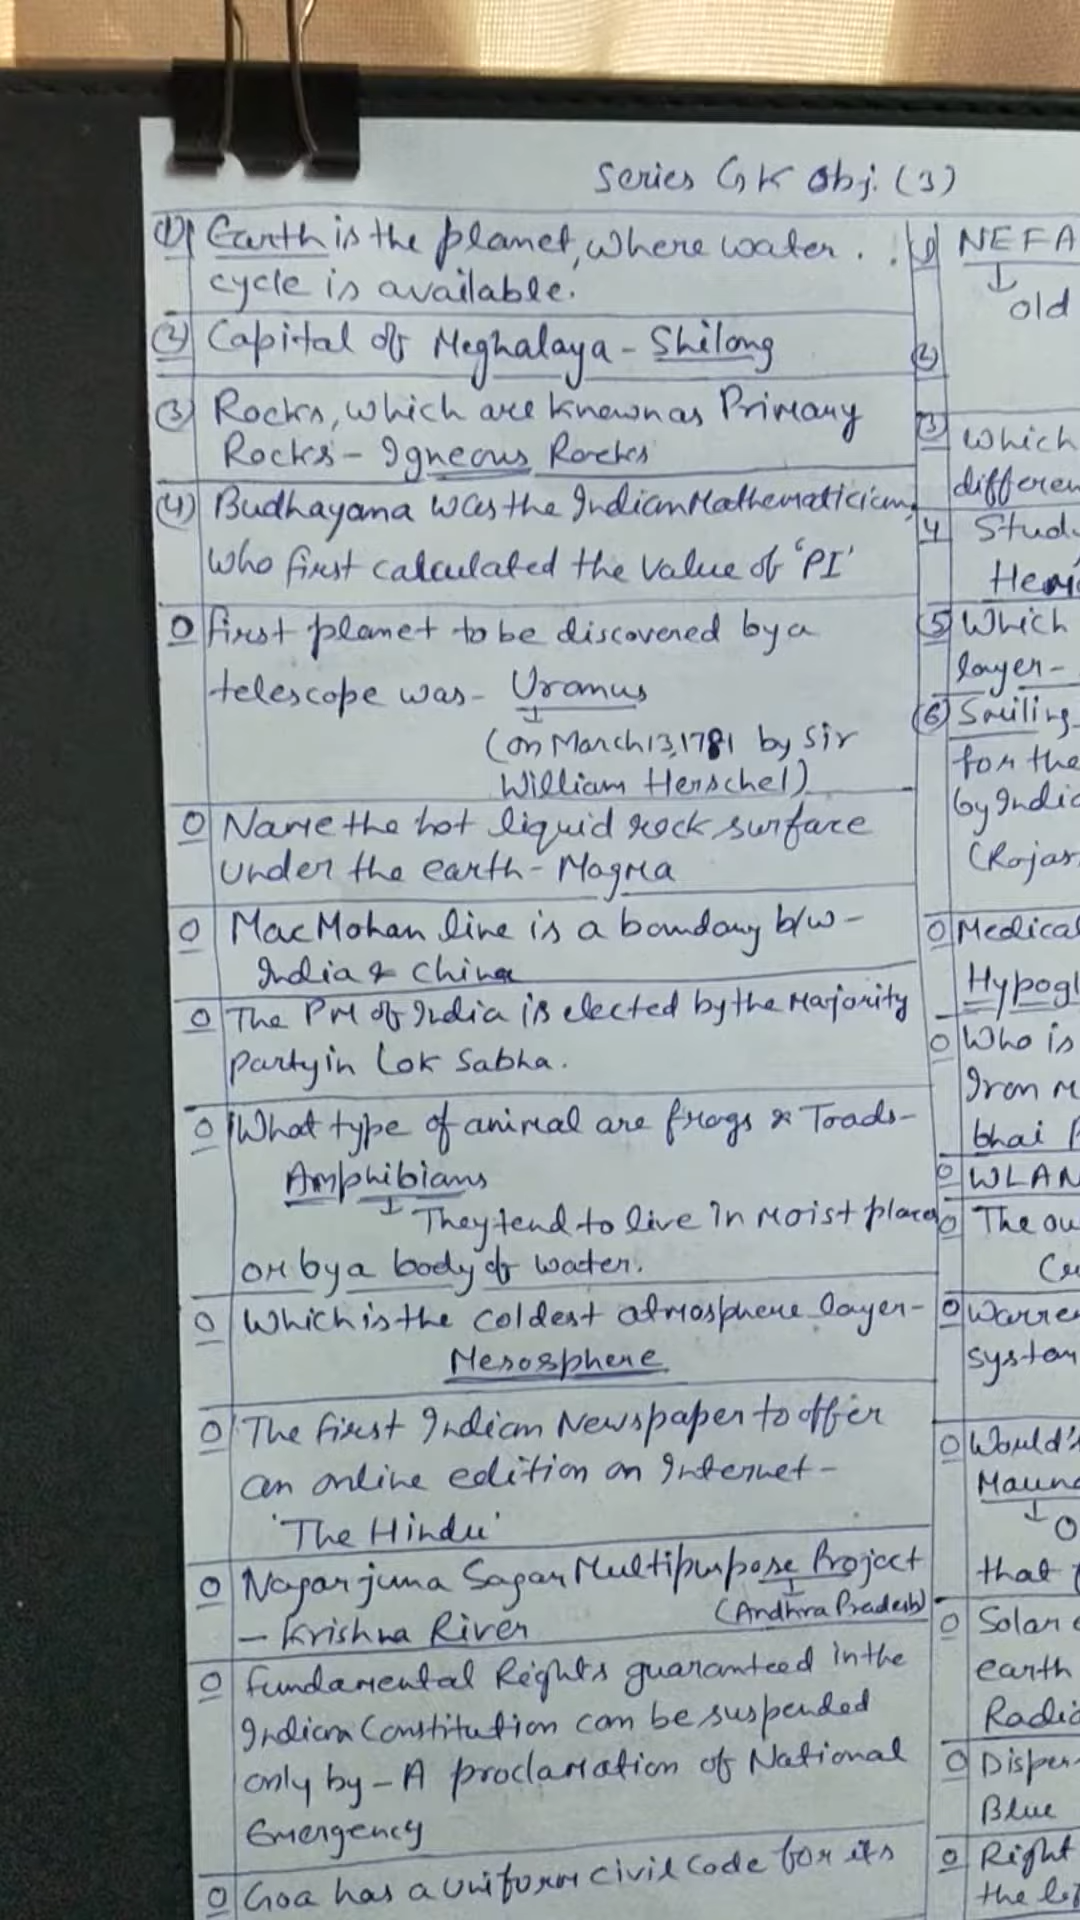 Series GK Obj. (3)
(1) Earth is the planet, where water
cycle is available.
(2) Capital of Meghalaya - Shilong
(3) Rocks, which are known as Primary
Rocks - Igneous Rocks
(4) Budhayana was the Indian Mathematician,
who first calculated the value of 'PI'
O first planet to be discovered by a
telescope was - Uranus
(on March 13, 1781 by Sir
William Herschel)
O Name the hot liquid rock surface
under the earth - Magma
O MacMohan line is a boundary b/w -
India & China
O The PM of India is elected by the Majority
party in Lok Sabha.
O What type of animal are frogs & Toads -
Amphibians
They tend to live in moist places
or by a body of water.
O Which is the coldest atmosphere layer -
Mesosphere
O The first Indian Newspaper to offer
an online edition on Internet -
'The Hindu'
O Nagarjuna Sagar Multipurpose Project
(Andhra Pradesh)
- Krishna River
O Fundamental Rights guaranteed in the
Indian Constitution can be suspended
only by - A proclamation of National
Emergency
O Goa has a uniform civil Code for its
(1) NEFA
old
(2)
(3) Which
differen
4 Study
(5) Which
layer -
(6) Smiling
for the
by India
(Rajas
O Medical
Hypogl
O Who is
Iron M
bhai P
O WLAN
O The ou
(ce
O Warre
system
O Would's
Mauna
O
that
O Solar
earth
Radia
O Disper
Blue
O Right
the lef